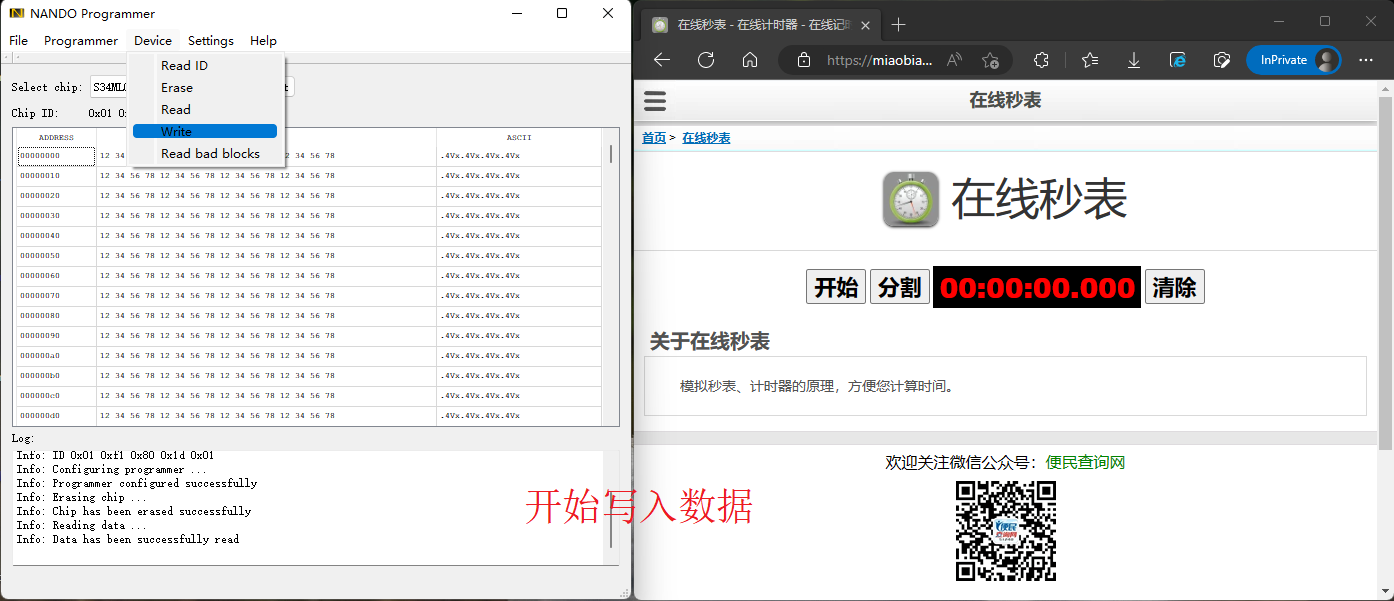 NANDO Programmer
File Programmer Device Settings Help
Read ID
Erase
Read
Write
Read bad blocks
Select chip: S34ML
Chip ID: 0x01
ADDRESS ASCII
00000000 12 34 56 78 .4Vx.4Vx.4Vx.4Vx
00000010 12 34 56 78 12 34 56 78 12 34 56 78 12 34 56 78 .4Vx.4Vx.4Vx.4Vx
00000020 12 34 56 78 12 34 56 78 12 34 56 78 12 34 56 78 .4Vx.4Vx.4Vx.4Vx
00000030 12 34 56 78 12 34 56 78 12 34 56 78 12 34 56 78 .4Vx.4Vx.4Vx.4Vx
00000040 12 34 56 78 12 34 56 78 12 34 56 78 12 34 56 78 .4Vx.4Vx.4Vx.4Vx
00000050 12 34 56 78 12 34 56 78 12 34 56 78 12 34 56 78 .4Vx.4Vx.4Vx.4Vx
00000060 12 34 56 78 12 34 56 78 12 34 56 78 12 34 56 78 .4Vx.4Vx.4Vx.4Vx
00000070 12 34 56 78 12 34 56 78 12 34 56 78 12 34 56 78 .4Vx.4Vx.4Vx.4Vx
00000080 12 34 56 78 12 34 56 78 12 34 56 78 12 34 56 78 .4Vx.4Vx.4Vx.4Vx
00000090 12 34 56 78 12 34 56 78 12 34 56 78 12 34 56 78 .4Vx.4Vx.4Vx.4Vx
000000a0 12 34 56 78 12 34 56 78 12 34 56 78 12 34 56 78 .4Vx.4Vx.4Vx.4Vx
000000b0 12 34 56 78 12 34 56 78 12 34 56 78 12 34 56 78 .4Vx.4Vx.4Vx.4Vx
000000c0 12 34 56 78 12 34 56 78 12 34 56 78 12 34 56 78 .4Vx.4Vx.4Vx.4Vx
000000d0 12 34 56 78 12 34 56 78 12 34 56 78 12 34 56 78 .4Vx.4Vx.4Vx.4Vx
Log:
Info: ID 0x01 0xf1 0x80 0x1d 0x01
Info: Configuring programmer ...
Info: Programmer configured successfully
Info: Erasing chip ...
Info: Chip has been erased successfully
Info: Reading data ...
Info: Data has been successfully read
开始写入数据
在线秒表 - 在线计时器 - 在线记
https://miaobia...
InPrivate
在线秒表
首页 > 在线秒表
在线秒表
开始 分割 00:00:00.000 清除
关于在线秒表
模拟秒表、计时器的原理，方便您计算时间。
欢迎关注微信公众号：便民查询网
便民
查询网